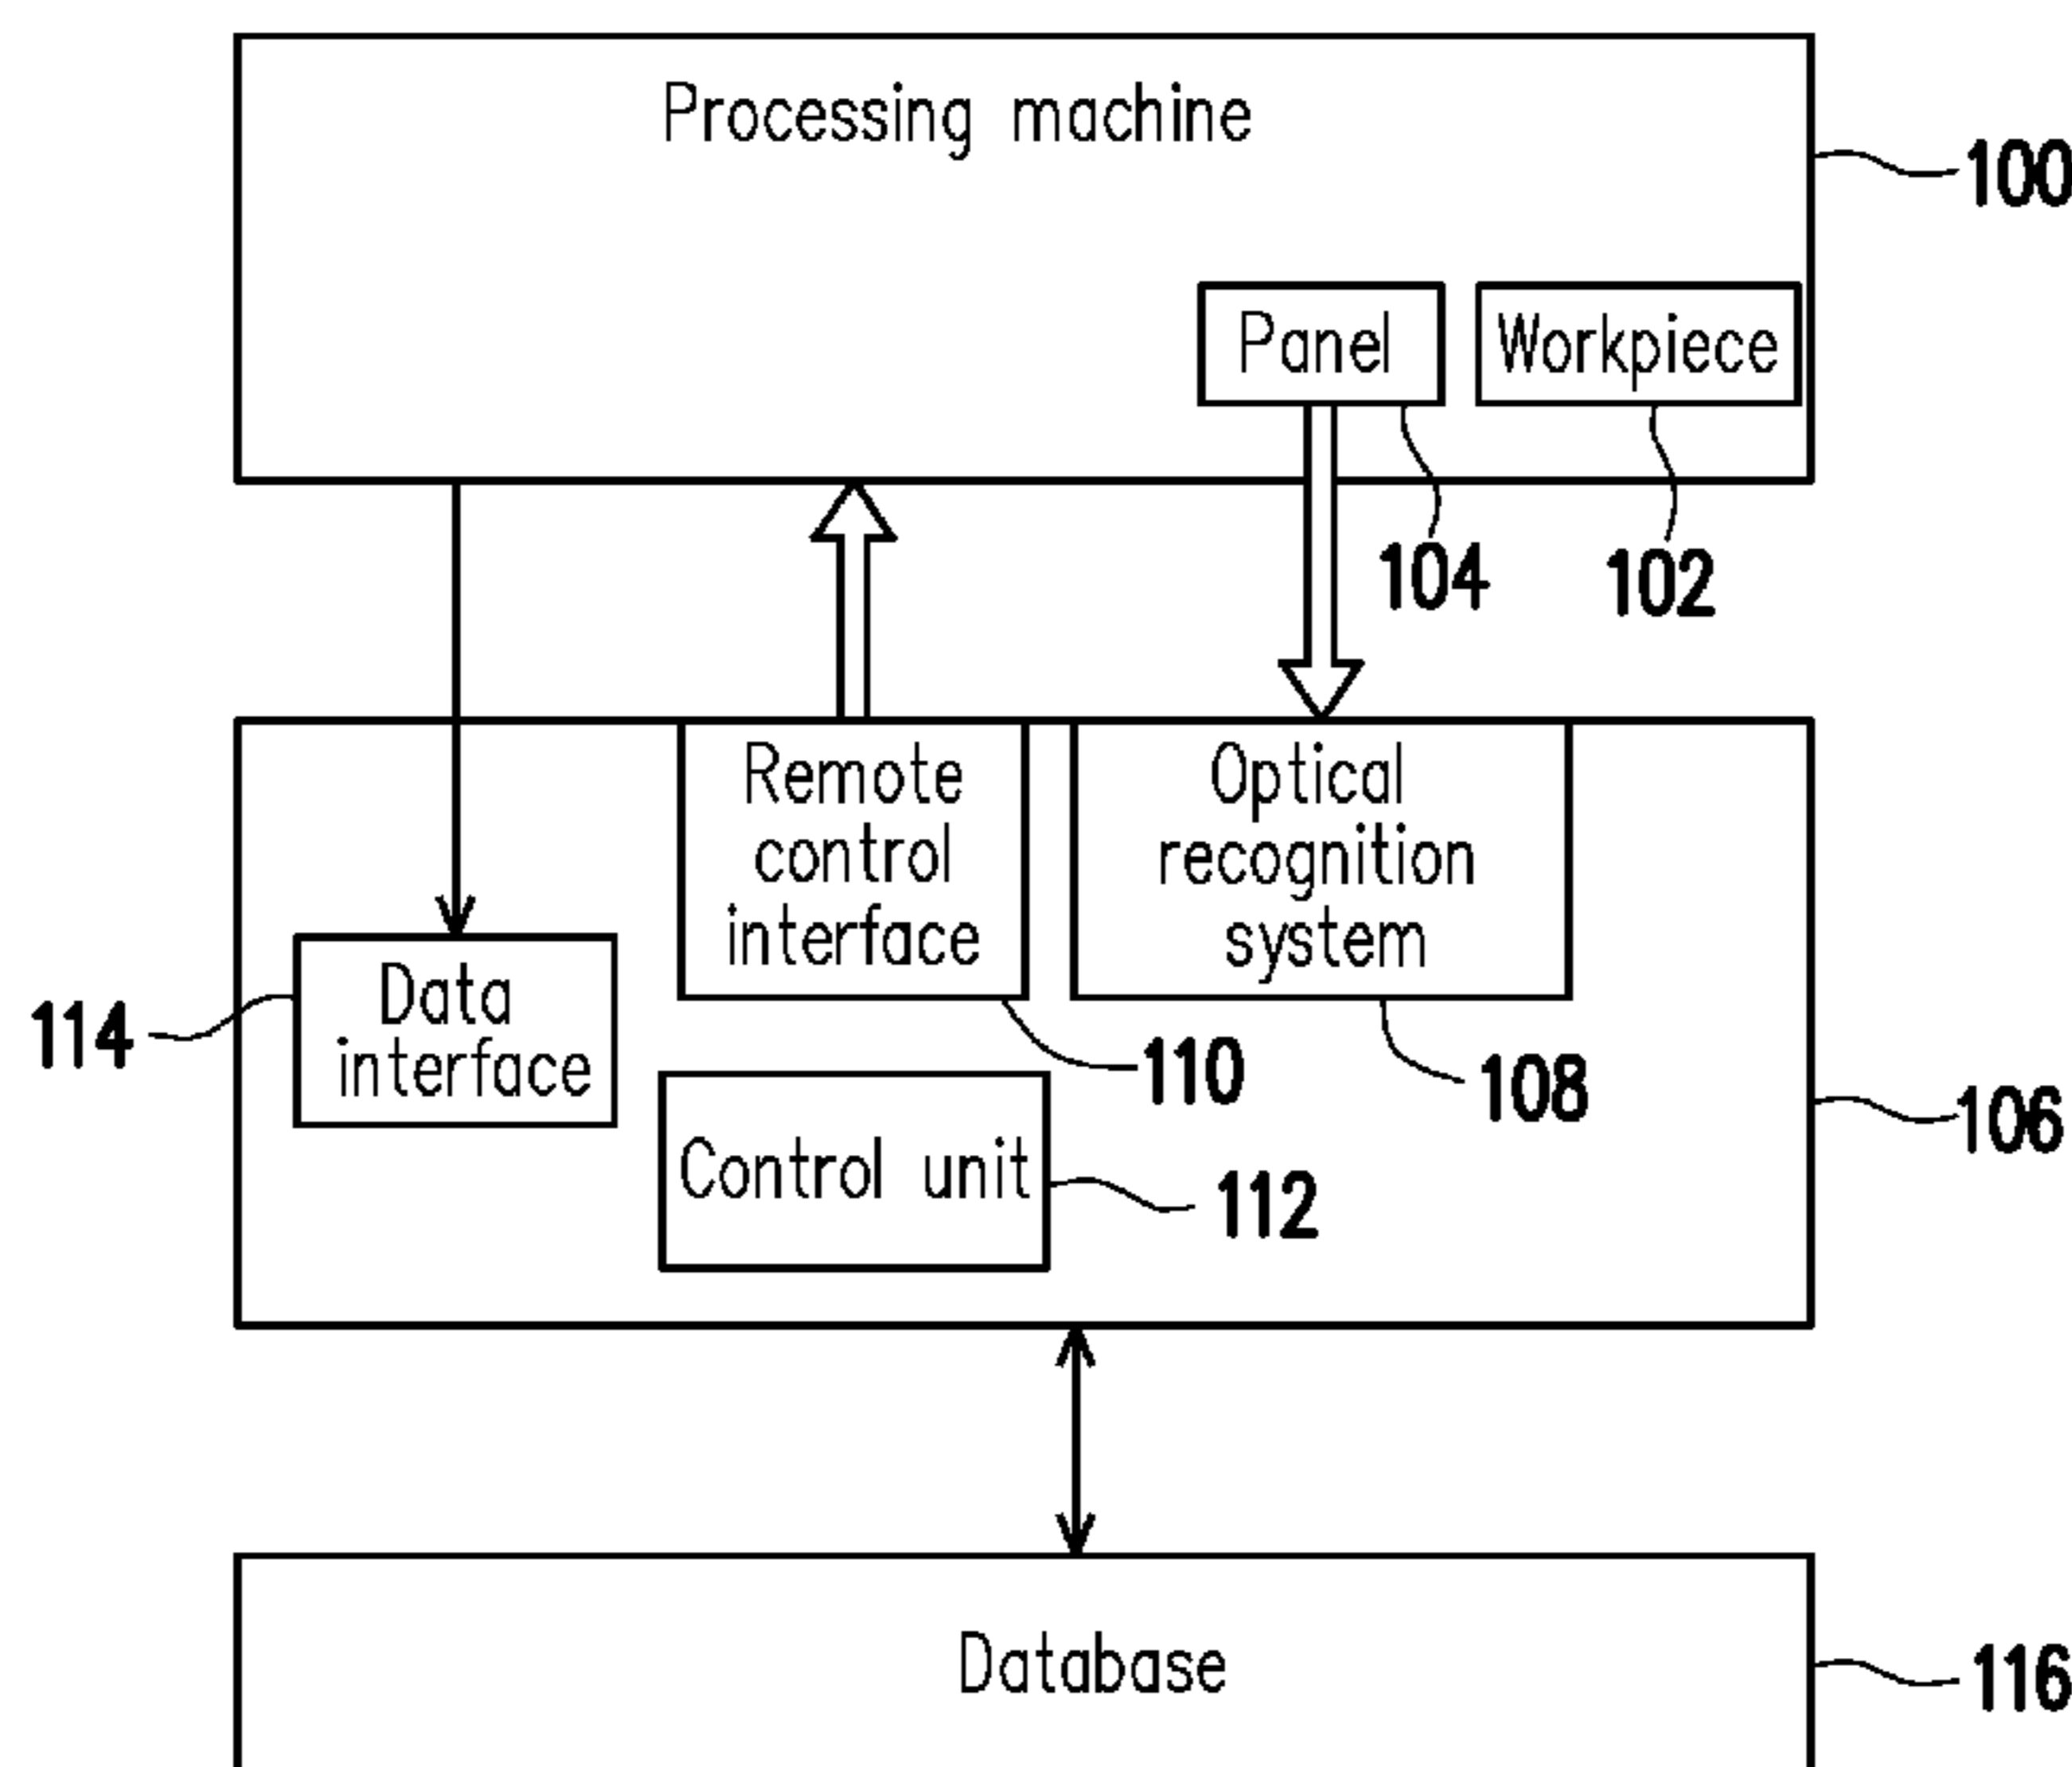 Processing machine
100
Panel
Workpiece
104
102
Remote
control
interface
Optical
recognition
system
Data
interface
114
110
108
106
Control unit
112
Database
116